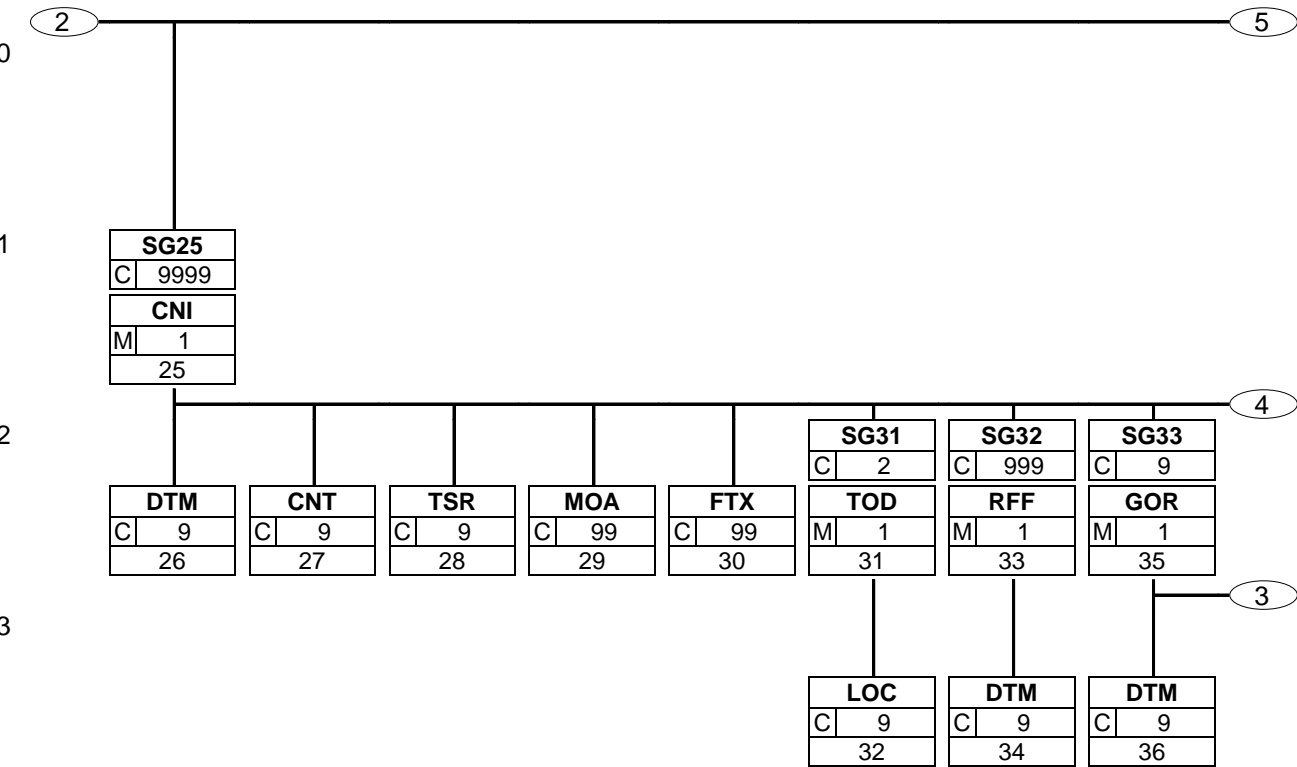 2 5
0
1
SG25
C 9999
CNI
M 1
25
4
2
SG31 SG32 SG33
C 2 C 999 C 9
DTM CNT TSR MOA FTX TOD RFF GOR
C 9 C 9 C 9 C 99 C 99 M 1 M 1 M 1
26 27 28 29 30 31 33 35
3
3
LOC DTM DTM
C 9 C 9 C 9
32 34 36